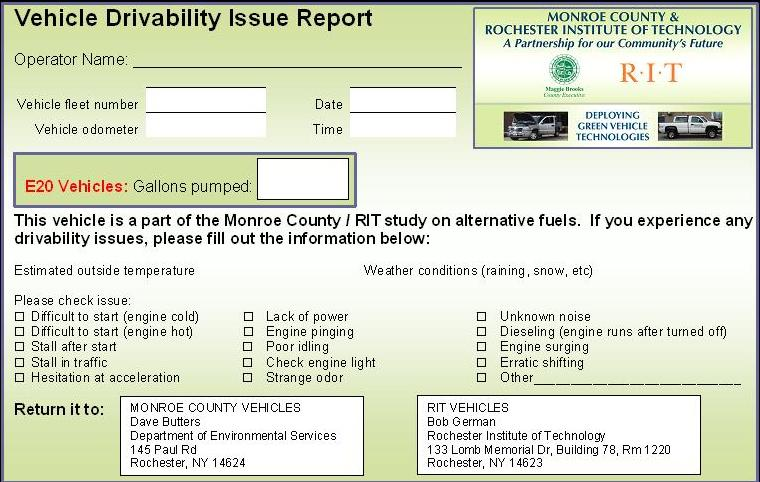 Vehicle Drivability Issue Report
MONROE COUNTY &
ROCHESTER INSTITUTE OF TECHNOLOGY
A Partnership for our Community's Future
Maggie Brooks
County Executive
R·I·T
DEPLOYING
GREEN VEHICLE
TECHNOLOGIES
Operator Name:
Vehicle fleet number
Date
Vehicle odometer
Time
E20 Vehicles: Gallons pumped:
This vehicle is a part of the Monroe County / RIT study on alternative fuels. If you experience any
drivability issues, please fill out the information below:
Estimated outside temperature
Weather conditions (raining, snow, etc)
Please check issue:
☐ Difficult to start (engine cold)
☐ Difficult to start (engine hot)
☐ Stall after start
☐ Stall in traffic
☐ Hesitation at acceleration
☐ Lack of power
☐ Engine pinging
☐ Poor idling
☐ Check engine light
☐ Strange odor
☐ Unknown noise
☐ Dieseling (engine runs after turned off)
☐ Engine surging
☐ Erratic shifting
☐ Other
Return it to:
MONROE COUNTY VEHICLES
Dave Butters
Department of Environmental Services
145 Paul Rd
Rochester, NY 14624
RIT VEHICLES
Bob German
Rochester Institute of Technology
133 Lomb Memorial Dr, Building 78, Rm 1220
Rochester, NY 14623